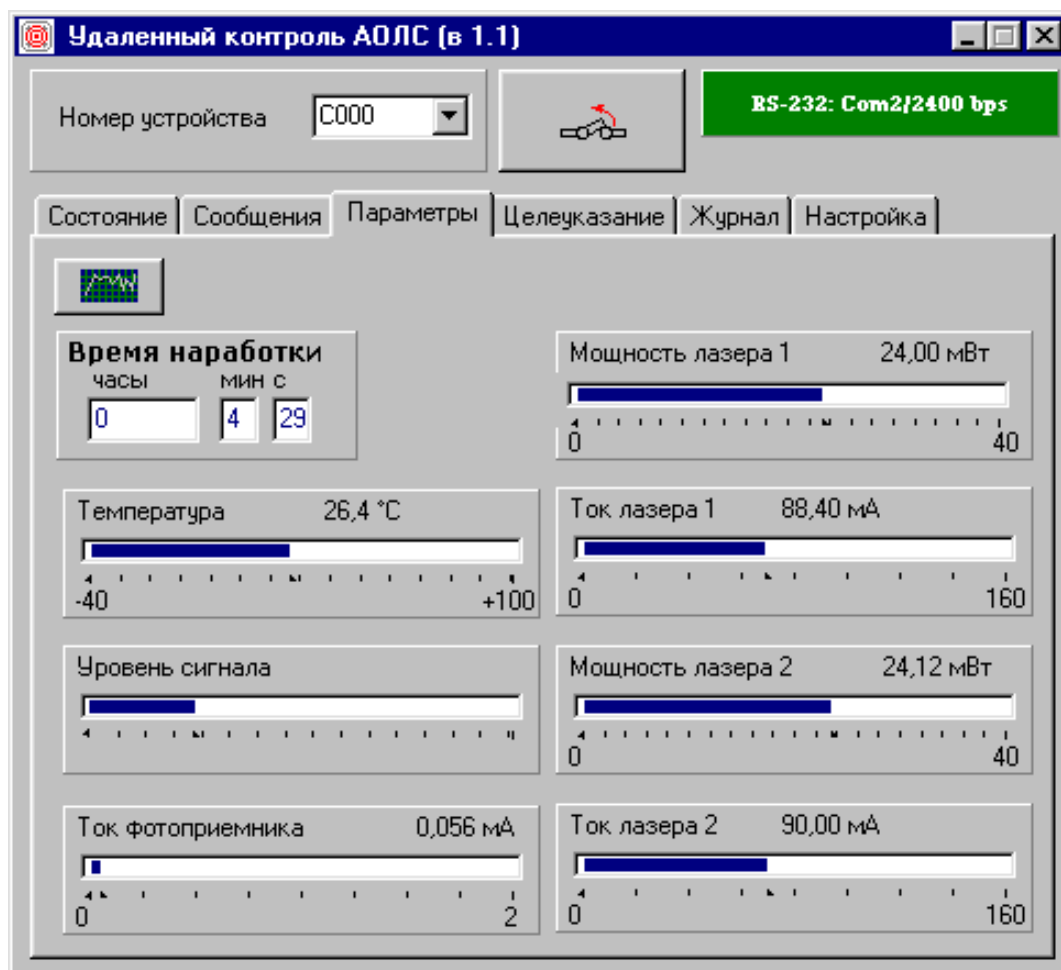 Удаленный контроль АОЛС (в 1.1)
Номер устройства C000
RS-232: Com2/2400 bps
Состояние Сообщения Параметры Целеуказание Журнал Настройка
Время наработки
часы мин с
0 4 29
Мощность лазера 1 24,00 мВт
0 40
Температура 26,4 °C
-40 +100
Ток лазера 1 88,40 мА
0 160
Уровень сигнала
Мощность лазера 2 24,12 мВт
0 40
Ток фотоприемника 0,056 мА
0 2
Ток лазера 2 90,00 мА
0 160